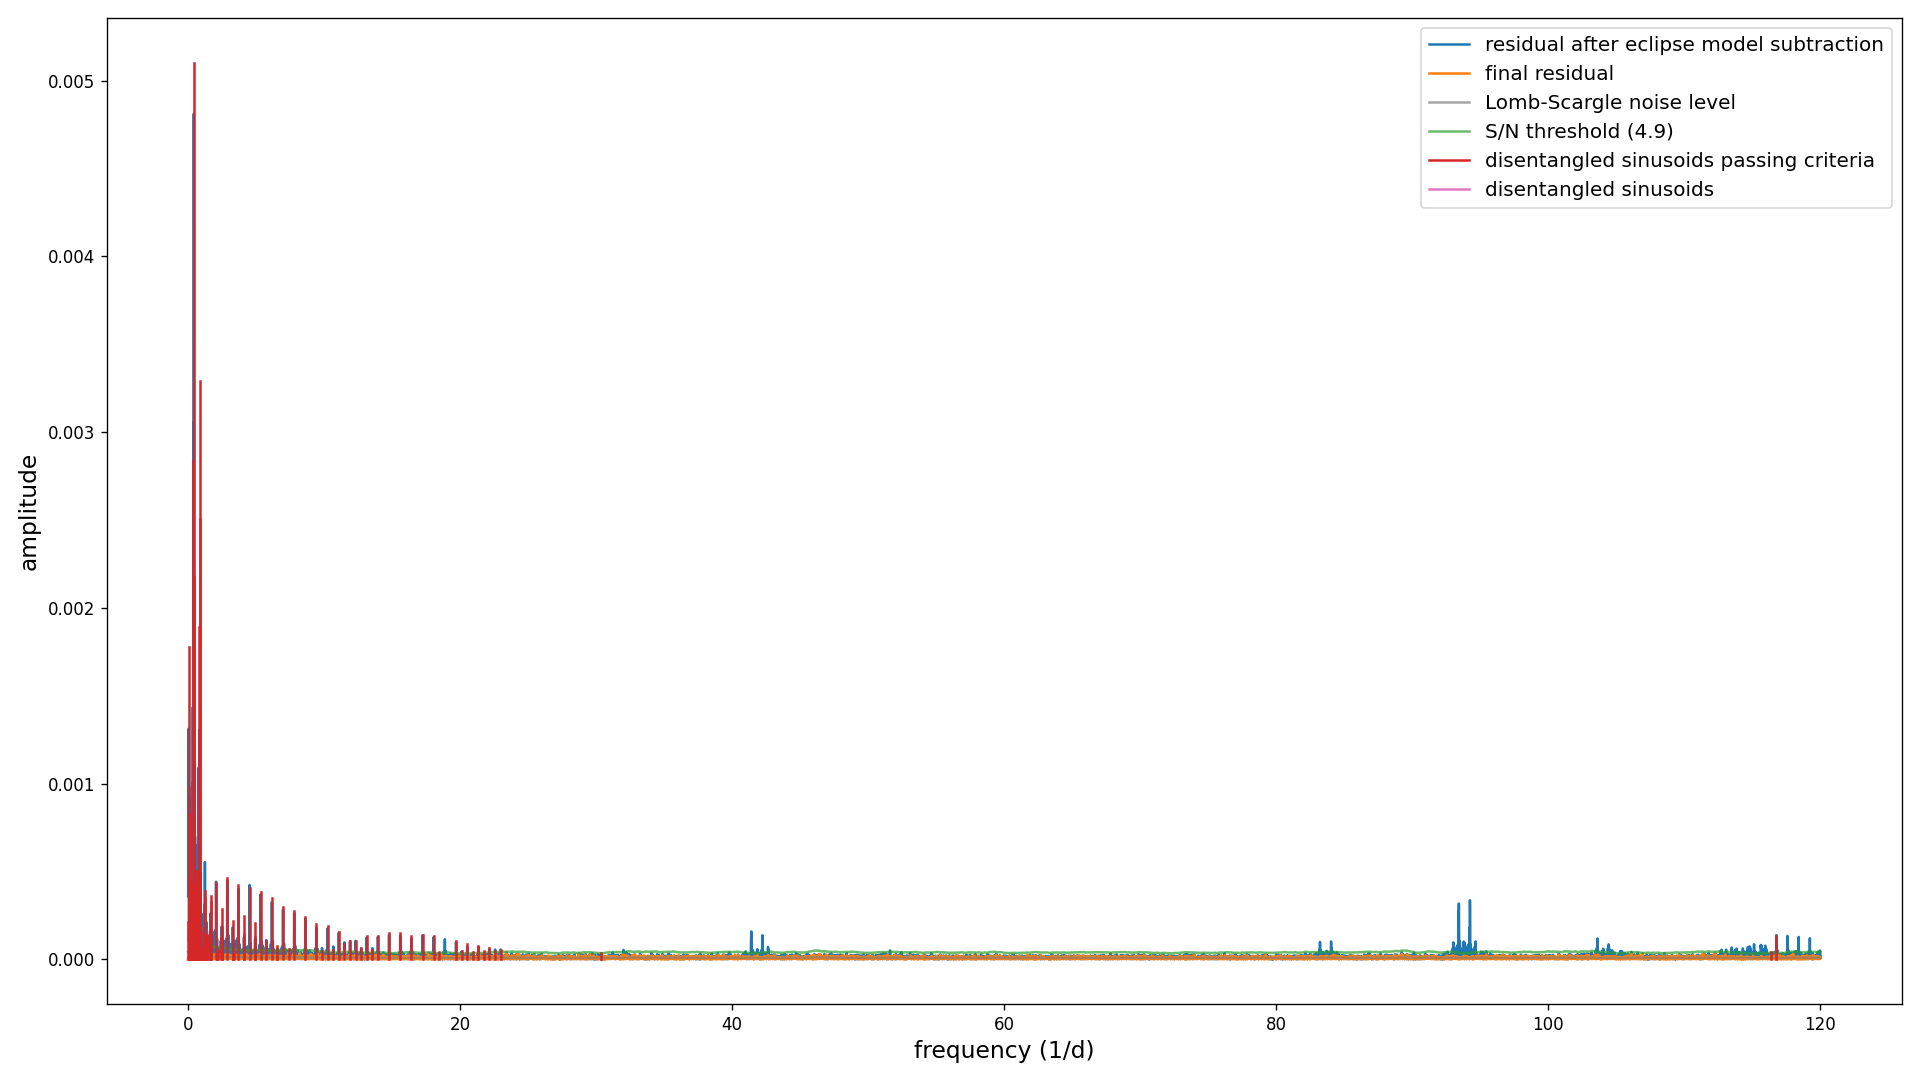 residual after eclipse model subtraction
final residual
Lomb-Scargle noise level
S/N threshold (4.9)
disentangled sinusoids passing criteria
disentangled sinusoids
0.005
0.004
0.003
0.002
0.001
0.000
amplitude
0 20 40 60 80 100 120
frequency (1/d)